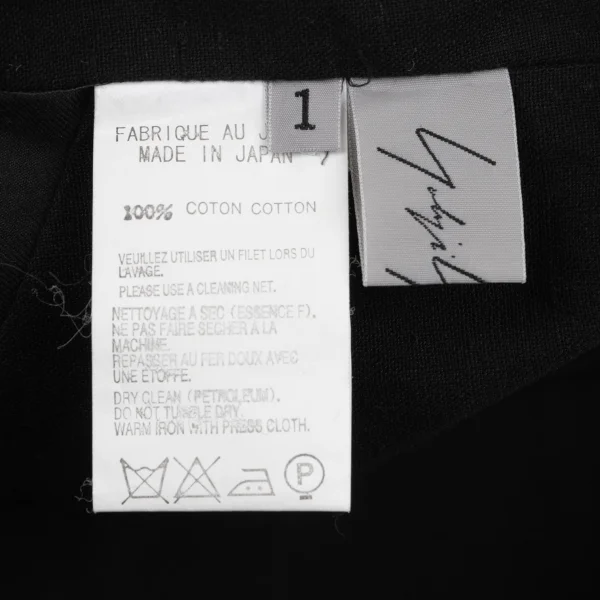 1
FABRIQUE AU J
MADE IN JAPAN
100% COTON COTTON
VEUILLEZ UTILISER UN FILET LORS DU
LAVAGE.
PLEASE USE A CLEANING NET.
NETTOYAGE A SEC (ESSENCE F).
NE PAS FAIRE SECHER A LA
MACHINE.
REPASSER AU FER DOUX AVEC
UNE ETOFFE.
DRY CLEAN (PETROLEUM).
DO NOT TUMBLE DRY.
WARM IRON WITH PRESS CLOTH.
P